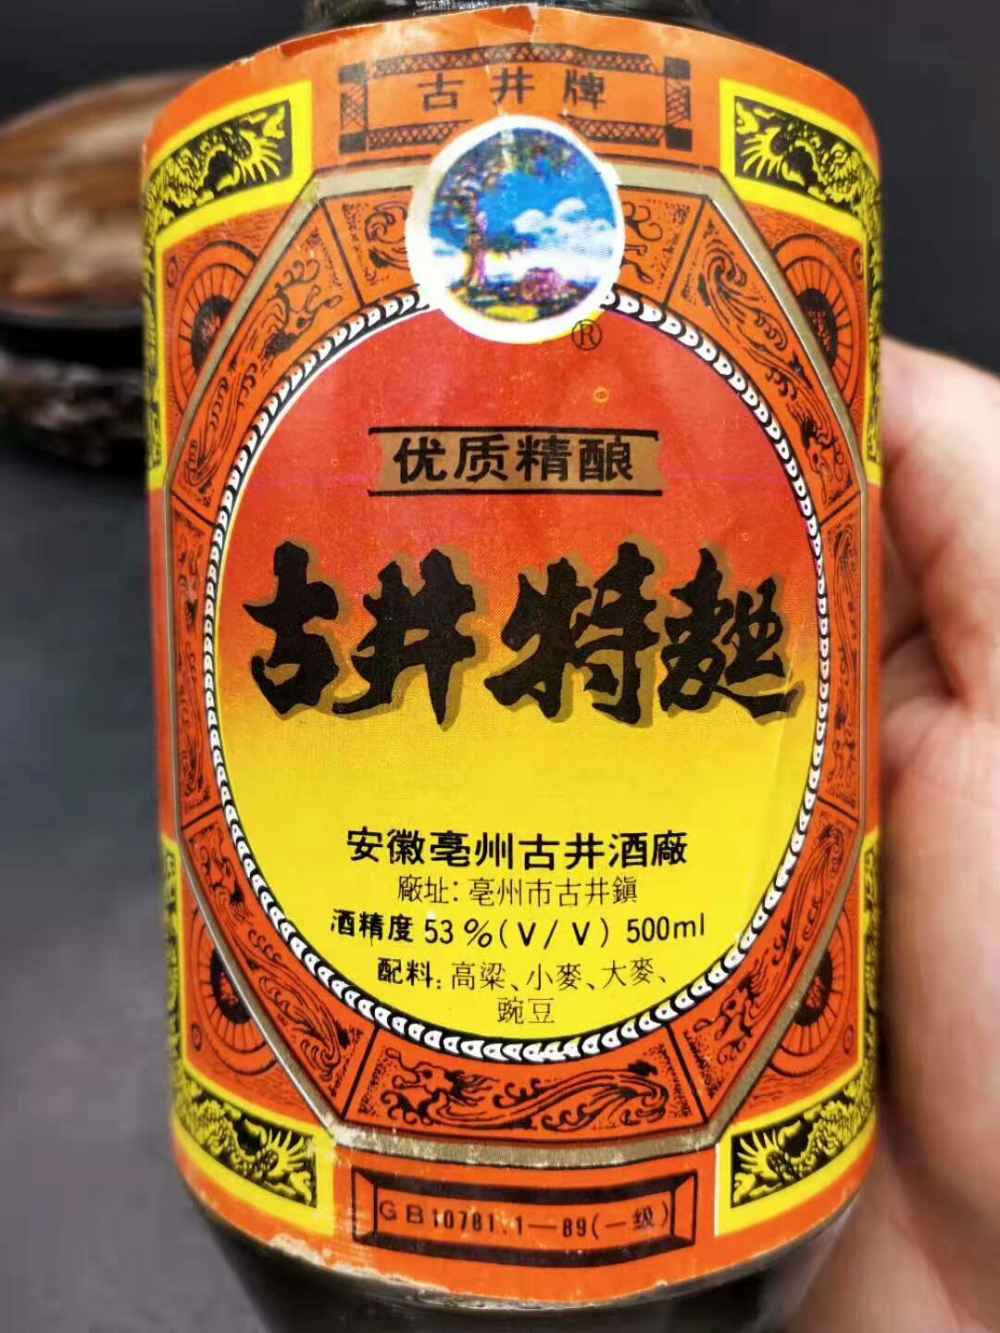 古井牌
®
优质精酿
古井特麯
安徽亳州古井酒廠
廠址：亳州市古井鎮
酒精度 53%(V/V) 500ml
配料：高粱、小麥、大麥、
豌豆
GB10781.1—89(一级)